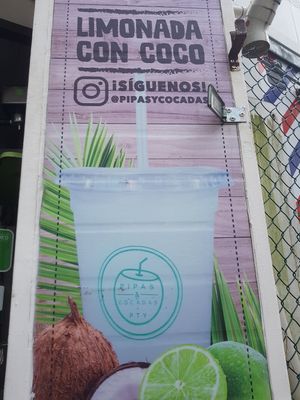 LIMONADA
CON COCO
¡SÍGUENOS!
@PIPASYCOCADAS
PIPAS
&
COCADAS
PTY